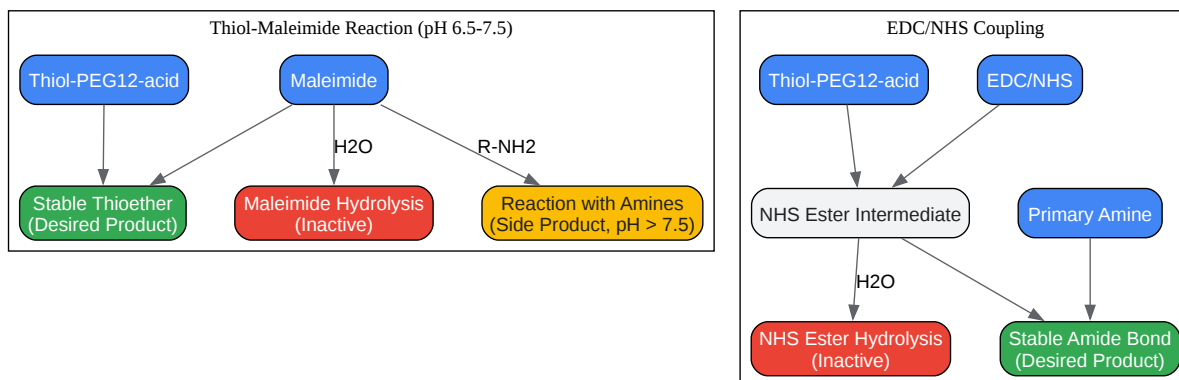 Thiol-Maleimide Reaction (pH 6.5-7.5)
Thiol-PEG12-acid
Maleimide
H2O
R-NH2
Stable Thioether
(Desired Product)
Maleimide Hydrolysis
(Inactive)
Reaction with Amines
(Side Product, pH > 7.5)
EDC/NHS Coupling
Thiol-PEG12-acid
EDC/NHS
NHS Ester Intermediate
Primary Amine
H2O
NHS Ester Hydrolysis
(Inactive)
Stable Amide Bond
(Desired Product)